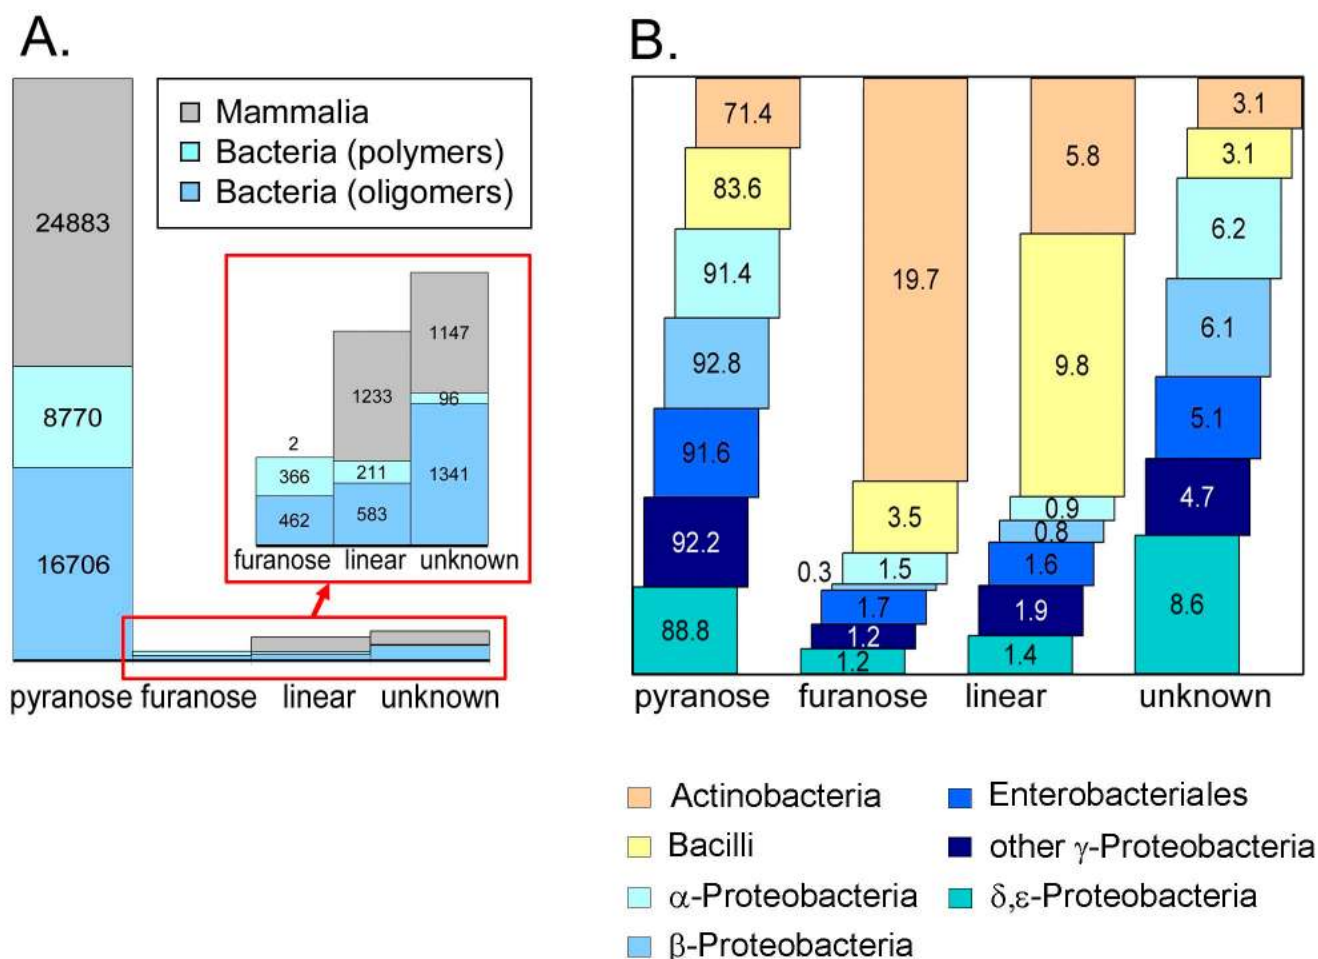 A.
Mammalia
Bacteria (polymers)
Bacteria (oligomers)
24883
8770
16706
1147
1233
96
2
366
211
1341
462
583
furanose linear unknown
pyranose furanose linear unknown
B.
71.4
83.6
91.4
92.8
91.6
92.2
88.8
19.7
3.5
1.5
0.3
1.7
1.2
1.2
5.8
9.8
0.9
0.8
1.6
1.9
1.4
3.1
3.1
6.2
6.1
5.1
4.7
8.6
pyranose furanose linear unknown
Actinobacteria
Bacilli
α-Proteobacteria
β-Proteobacteria
Enterobacteriales
other γ-Proteobacteria
δ,ε-Proteobacteria